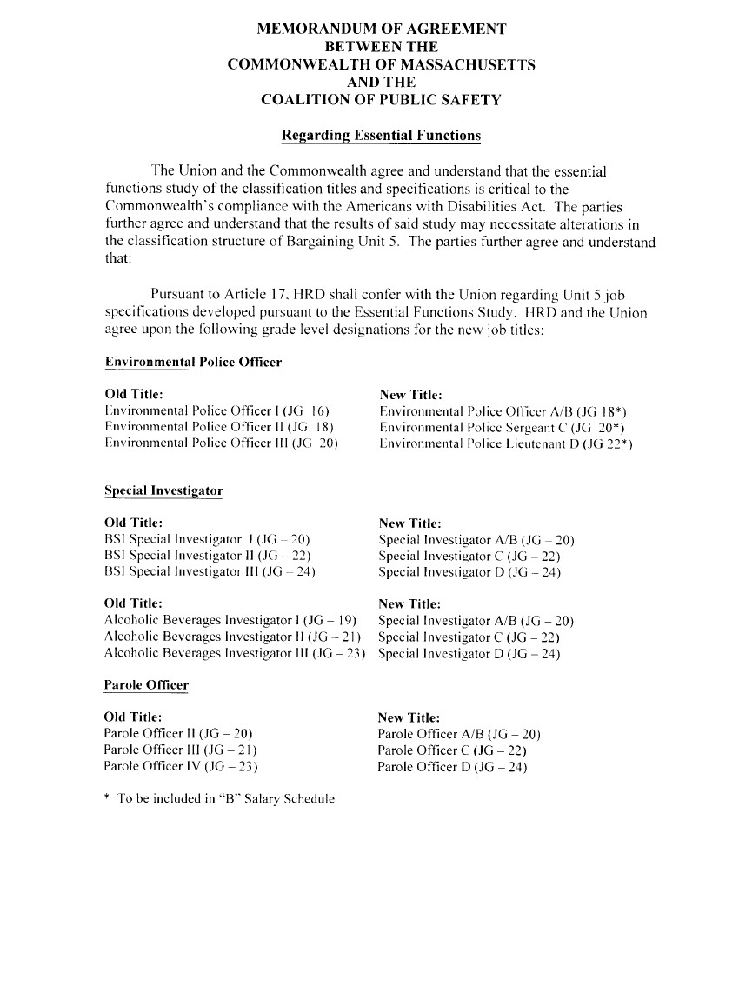 MEMORANDUM OF AGREEMENT
BETWEEN THE
COMMONWEALTH OF MASSACHUSETTS
AND THE
COALITION OF PUBLIC SAFETY
Regarding Essential Functions
The Union and the Commonwealth agree and understand that the essential
functions study of the classification titles and specifications is critical to the
Commonwealth's compliance with the Americans with Disabilities Act. The parties
further agree and understand that the results of said study may necessitate alterations in
the classification structure of Bargaining Unit 5. The parties further agree and understand
that:
Pursuant to Article 17, HRD shall confer with the Union regarding Unit 5 job
specifications developed pursuant to the Essential Functions Study. HRD and the Union
agree upon the following grade level designations for the new job titles:
Environmental Police Officer
Old Title: New Title:
Environmental Police Officer I (JG 16) Environmental Police Officer A/B (JG 18*)
Environmental Police Officer II (JG 18) Environmental Police Sergeant C (JG 20*)
Environmental Police Officer III (JG 20) Environmental Police Lieutenant D (JG 22*)
Special Investigator
Old Title: New Title:
BSI Special Investigator I (JG – 20) Special Investigator A/B (JG – 20)
BSI Special Investigator II (JG – 22) Special Investigator C (JG – 22)
BSI Special Investigator III (JG – 24) Special Investigator D (JG – 24)
Old Title: New Title:
Alcoholic Beverages Investigator I (JG – 19) Special Investigator A/B (JG – 20)
Alcoholic Beverages Investigator II (JG – 21) Special Investigator C (JG – 22)
Alcoholic Beverages Investigator III (JG – 23) Special Investigator D (JG – 24)
Parole Officer
Old Title: New Title:
Parole Officer II (JG – 20) Parole Officer A/B (JG – 20)
Parole Officer III (JG – 21) Parole Officer C (JG – 22)
Parole Officer IV (JG – 23) Parole Officer D (JG – 24)
* To be included in “B” Salary Schedule